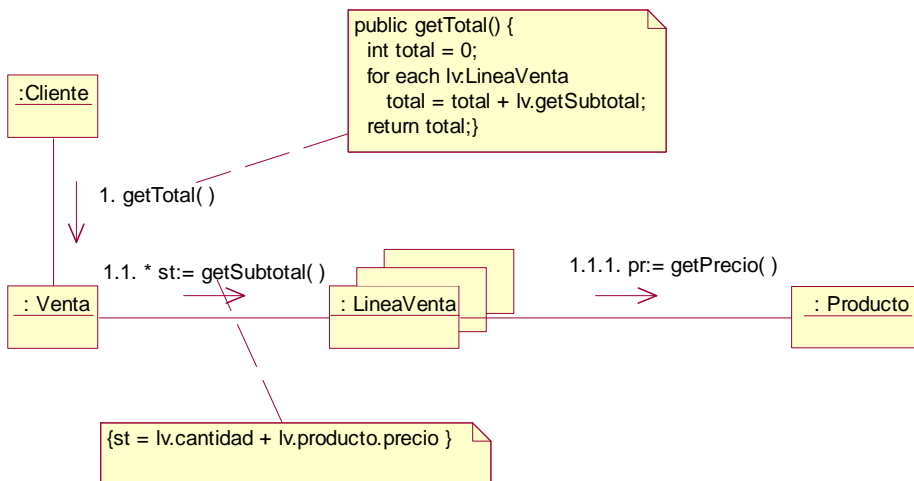 public getTotal() {
int total = 0;
for each lv:LineaVenta
total = total + lv.getSubtotal;
return total;}
:Cliente
1. getTotal( )
1.1. * st:= getSubtotal( )
1.1.1. pr:= getPrecio( )
: Venta
: LineaVenta
: Producto
{st = lv.cantidad + lv.producto.precio }